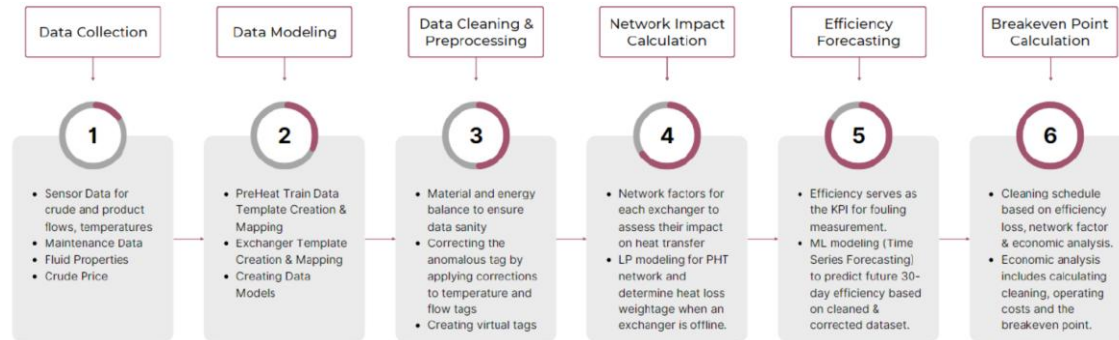 Data Collection
Data Modeling
Data Cleaning &
Preprocessing
Network Impact
Calculation
Efficiency
Forecasting
Breakeven Point
Calculation
1
• Sensor Data for
crude and product
flows, temperatures
• Maintenance Data
• Fluid Properties
• Crude Price
2
• PreHeat Train Data
Template Creation &
Mapping
• Exchanger Template
Creation & Mapping
• Creating Data
Models
3
• Material and energy
balance to ensure
data sanity
• Correcting the
anomalous tag by
applying corrections
to temperature and
flow tags
• Creating virtual tags
4
• Network factors for
each exchanger to
assess their impact
on heat transfer
• LP modeling for PHT
network and
determine heat loss
weightage when an
exchanger is offline.
5
• Efficiency serves as
the KPI for fouling
measurement.
• ML modeling (Time
Series Forecasting)
to predict future 30-
day efficiency based
on cleaned &
corrected dataset.
6
• Cleaning schedule
based on efficiency
loss, network factor
& economic analysis.
• Economic analysis
includes calculating
cleaning, operating
costs and the
breakeven point.